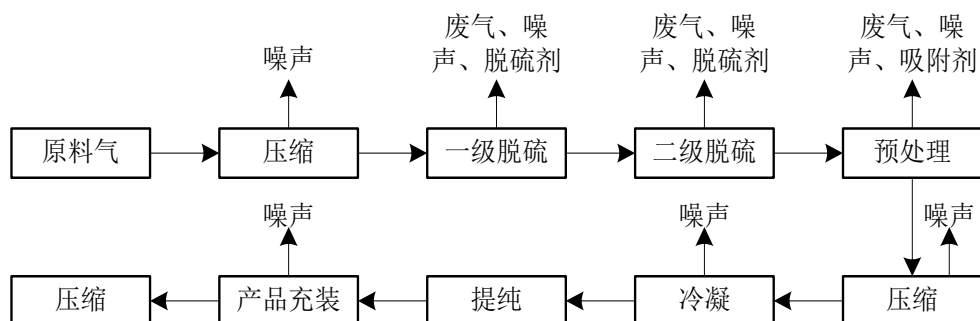 废气、噪
声、脱硫剂
废气、噪
声、脱硫剂
废气、噪
声、吸附剂
噪声
原料气
压缩
一级脱硫
二级脱硫
预处理
噪声
噪声
噪声
压缩
产品充装
提纯
冷凝
压缩